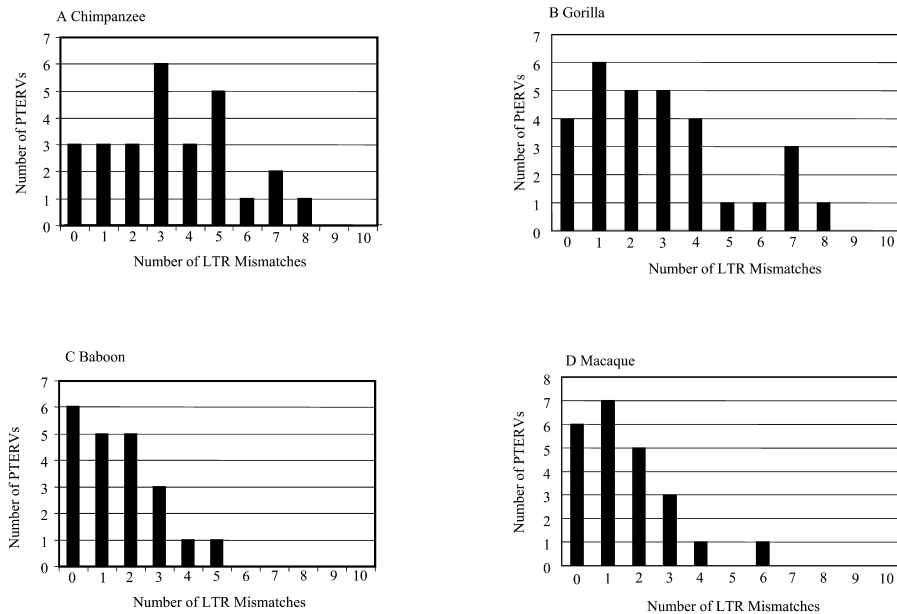 A Chimpanzee
7
6
5
4
3
2
1
0
Number of PTERVs
0 1 2 3 4 5 6 7 8 9 10
Number of LTR Mismatches
B Gorilla
7
6
5
4
3
2
1
0
Number of PtERVs
0 1 2 3 4 5 6 7 8 9 10
Number of LTR Mismatches
C Baboon
7
6
5
4
3
2
1
0
Number of PTERVs
0 1 2 3 4 5 6 7 8 9 10
Number of LTR Mismatches
D Macaque
8
7
6
5
4
3
2
1
0
Number of PTERVs
0 1 2 3 4 5 6 7 8 9 10
Number of LTR Mismatches